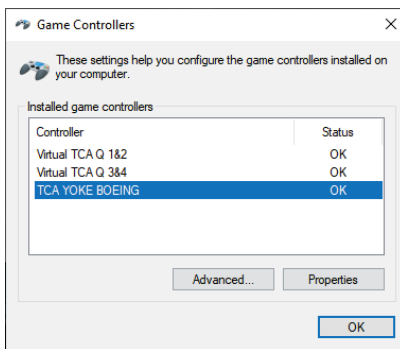 Game Controllers
These settings help you configure the game controllers installed on
your computer.
Installed game controllers
Controller Status
Virtual TCA Q 1&2 OK
Virtual TCA Q 3&4 OK
TCA YOKE BOEING OK
Advanced... Properties
OK